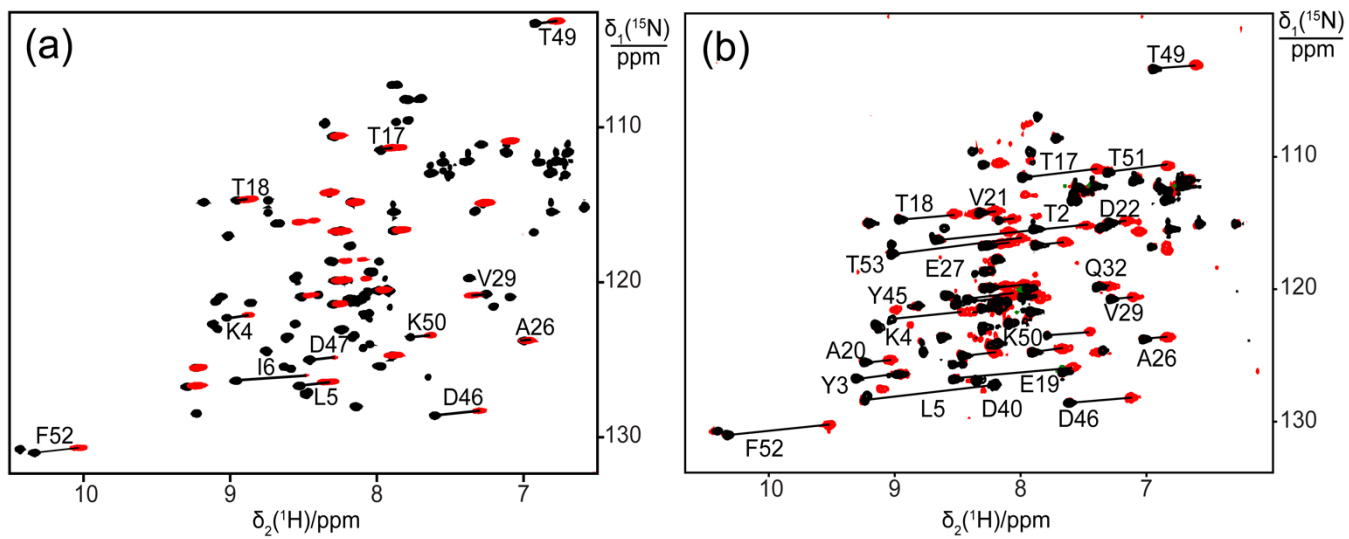 (a)
T49
T17
T18
V29
K4
K50
A26
D47
I6
L5
D46
F52
δ₁(¹⁵N)
ppm
110
120
130
10
9
8
7
δ₂(¹H)/ppm
(b)
T49
T17
T51
T18
V21
T2
D22
T53
E27
Q32
Y45
V29
K4
K50
A20
A26
Y3
E19
L5
D40
D46
F52
δ₁(¹⁵N)
ppm
110
120
130
10
9
8
7
δ₂(¹H)/ppm